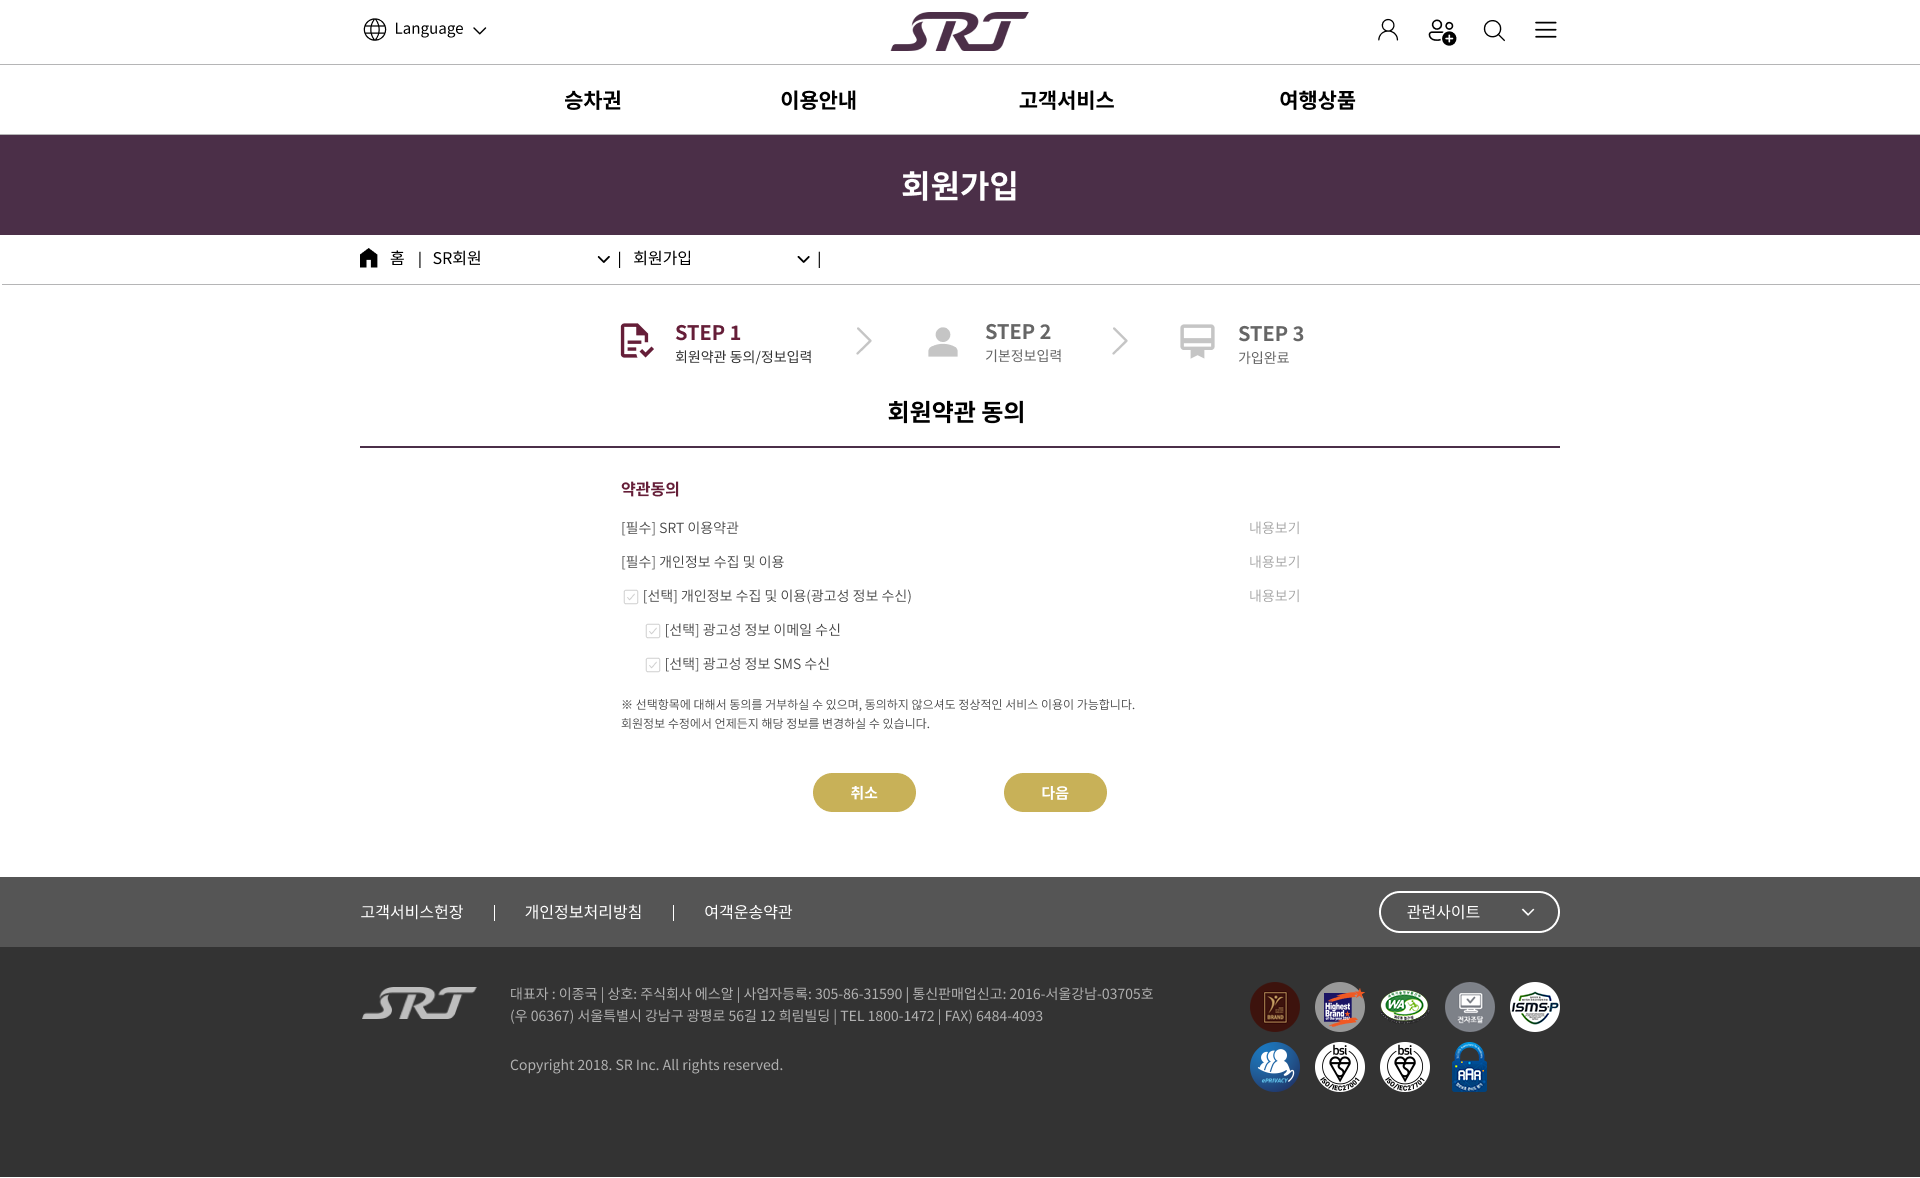 Language
SRT
승차권
이용안내
고객서비스
여행상품
회원가입
홈 | SR회원 | 회원가입 |
STEP 1
회원약관 동의/정보입력
STEP 2
기본정보입력
STEP 3
가입완료
회원약관 동의
약관동의
[필수] SRT 이용약관 내용보기
[필수] 개인정보 수집 및 이용 내용보기
[선택] 개인정보 수집 및 이용(광고성 정보 수신) 내용보기
[선택] 광고성 정보 이메일 수신
[선택] 광고성 정보 SMS 수신
※ 선택항목에 대해서 동의를 거부하실 수 있으며, 동의하지 않으셔도 정상적인 서비스 이용이 가능합니다.
회원정보 수정에서 언제든지 해당 정보를 변경하실 수 있습니다.
취소
다음
고객서비스헌장 | 개인정보처리방침 | 여객운송약관
관련사이트
SRT
대표자 : 이종국 | 상호: 주식회사 에스알 | 사업자등록: 305-86-31590 | 통신판매업신고: 2016-서울강남-03705호
(우 06367) 서울특별시 강남구 광평로 56길 12 희림빌딩 | TEL 1800-1472 | FAX) 6484-4093
Copyright 2018. SR Inc. All rights reserved.
BRAND
Highest
Brand
WA
전자조달
ISMS-P
ePRIVACY
bsi
ISO/IEC27001
bsi
ISO/IEC27701
AAA